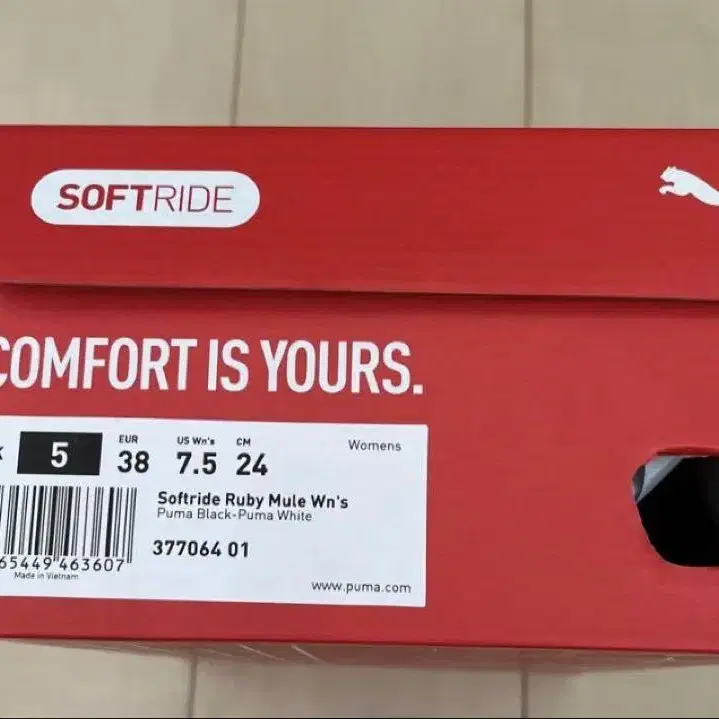 SOFTRIDE
COMFORT IS YOURS.
K 5 EUR 38 US Wn's 7.5 CM 24 Womens
Softride Ruby Mule Wn's
Puma Black-Puma White
377064 01
65449 463607
Made in Vietnam
www.puma.com